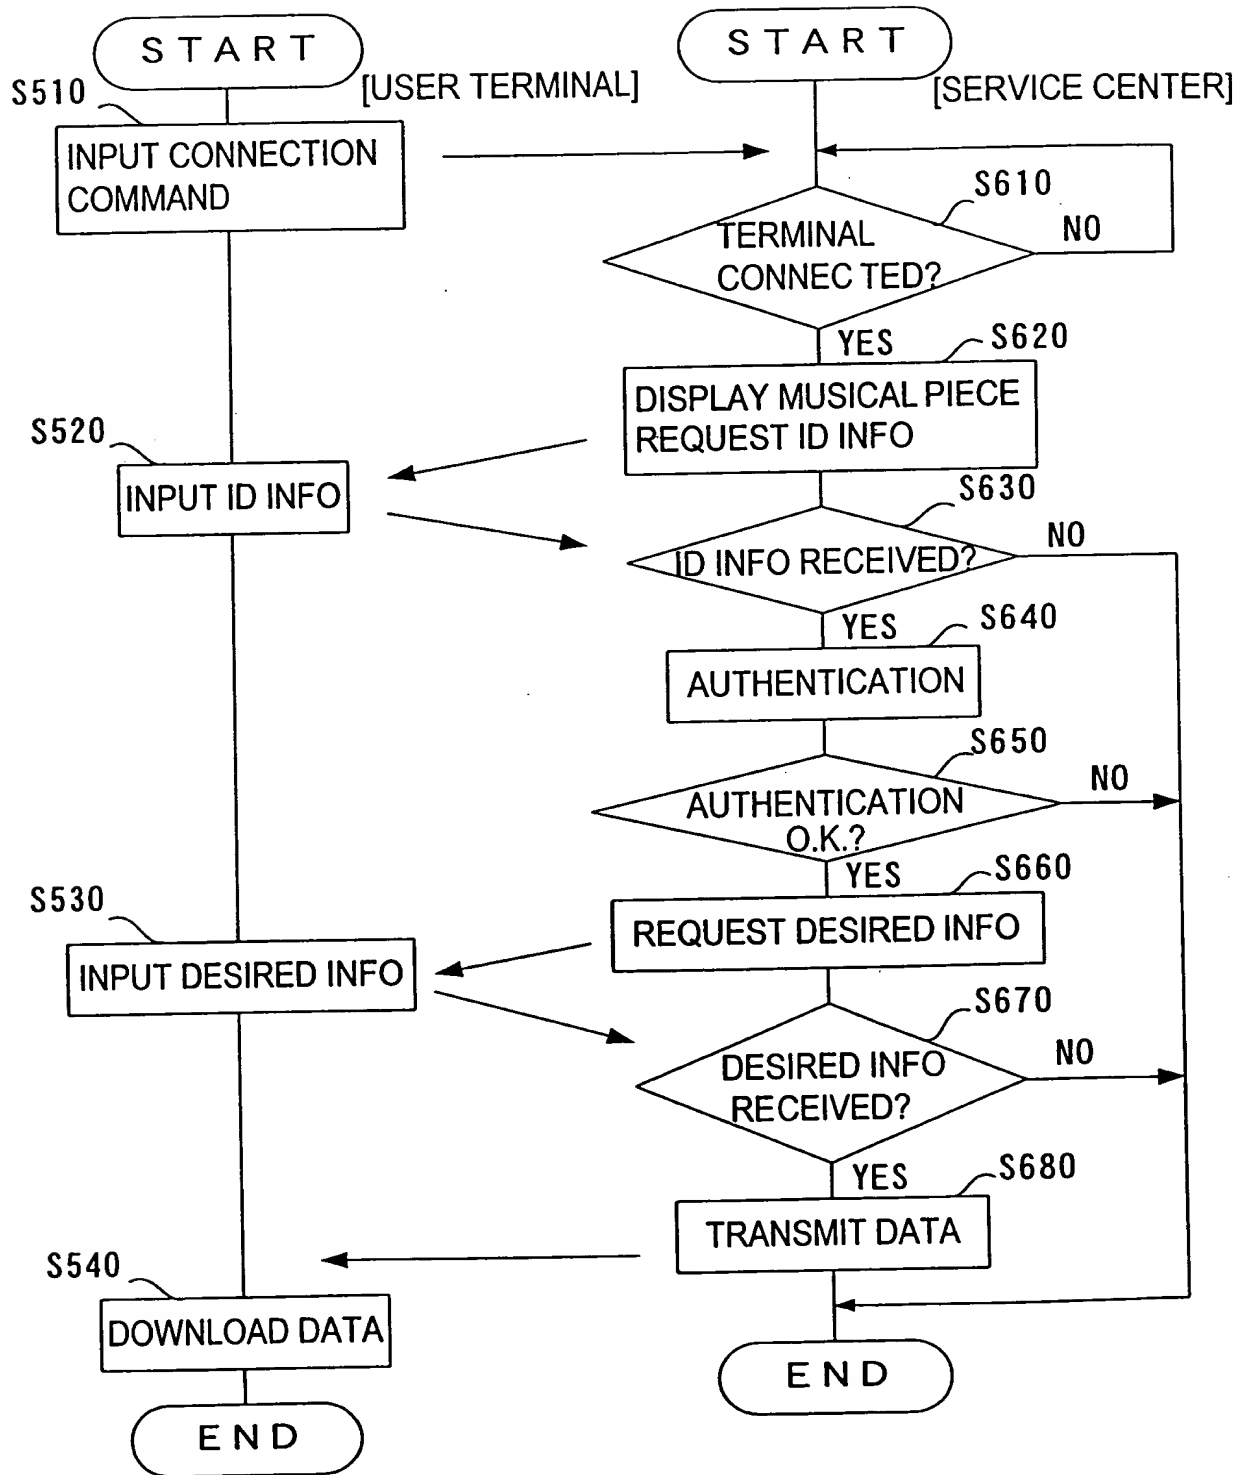 START
START
S510
[USER TERMINAL]
[SERVICE CENTER]
INPUT CONNECTION
COMMAND
S610
TERMINAL
CONNEC TED?
NO
YES
S620
DISPLAY MUSICAL PIECE
REQUEST ID INFO
S520
INPUT ID INFO
S630
ID INFO RECEIVED?
NO
YES
S640
AUTHENTICATION
S650
AUTHENTICATION
O.K.?
NO
YES
S660
REQUEST DESIRED INFO
S530
INPUT DESIRED INFO
S670
DESIRED INFO
RECEIVED?
NO
YES
S680
TRANSMIT DATA
S540
DOWNLOAD DATA
END
END